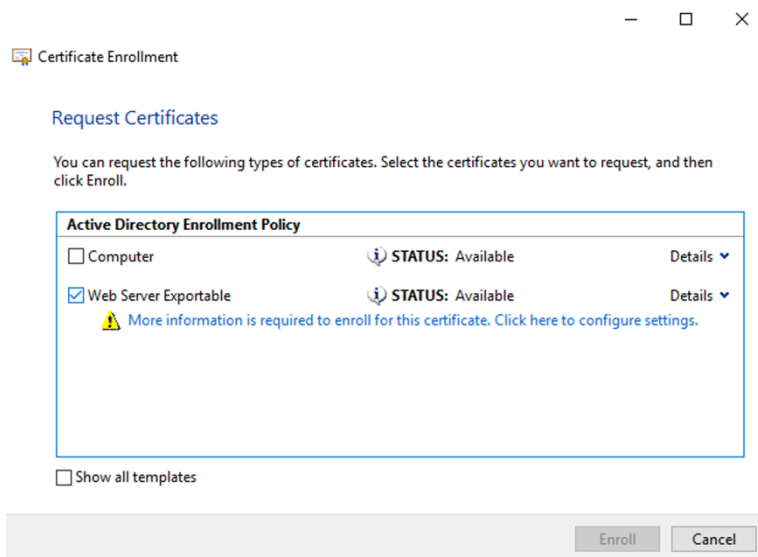 Certificate Enrollment
Request Certificates
You can request the following types of certificates. Select the certificates you want to request, and then
click Enroll.
Active Directory Enrollment Policy
Computer STATUS: Available Details
Web Server Exportable STATUS: Available Details
More information is required to enroll for this certificate. Click here to configure settings.
Show all templates
Enroll Cancel